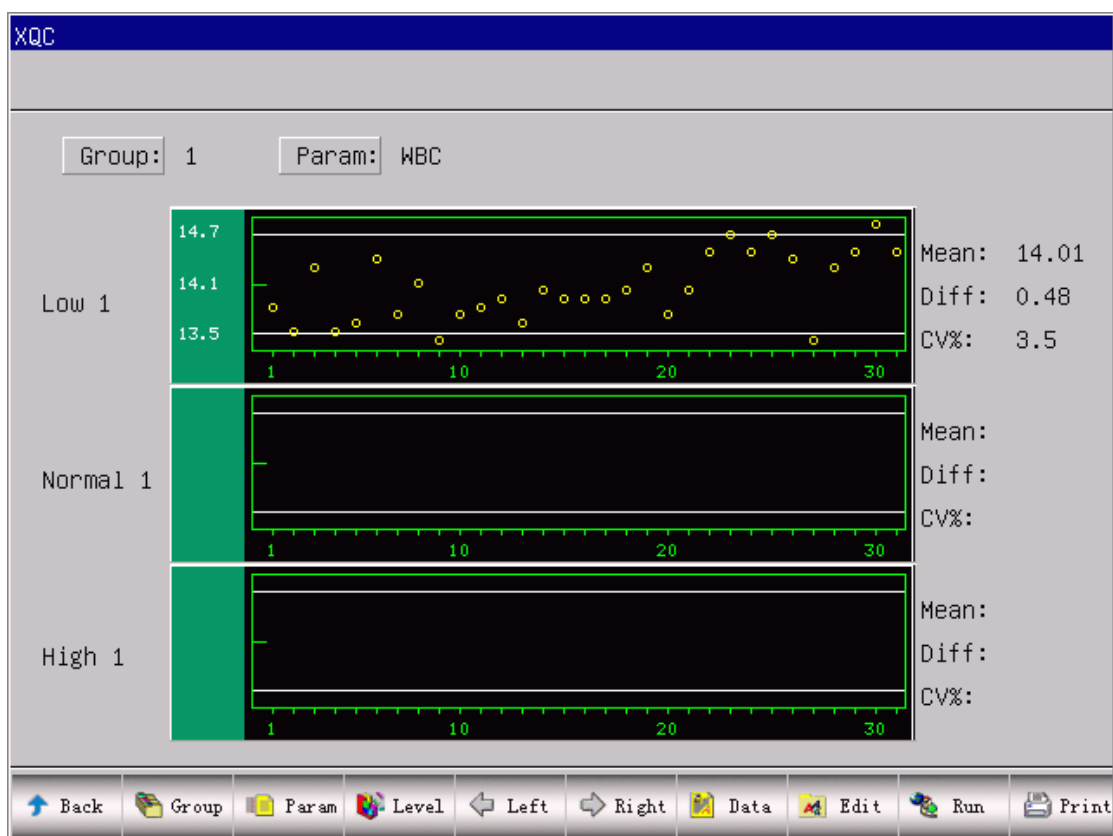 XQC
Group: 1 Param: WBC
Low 1
14.7
14.1
13.5
1 10 20 30
Mean: 14.01
Diff: 0.48
CV%: 3.5
Normal 1
1 10 20 30
Mean:
Diff:
CV%:
High 1
1 10 20 30
Mean:
Diff:
CV%:
Back Group Param Level Left Right Data Edit Run Print